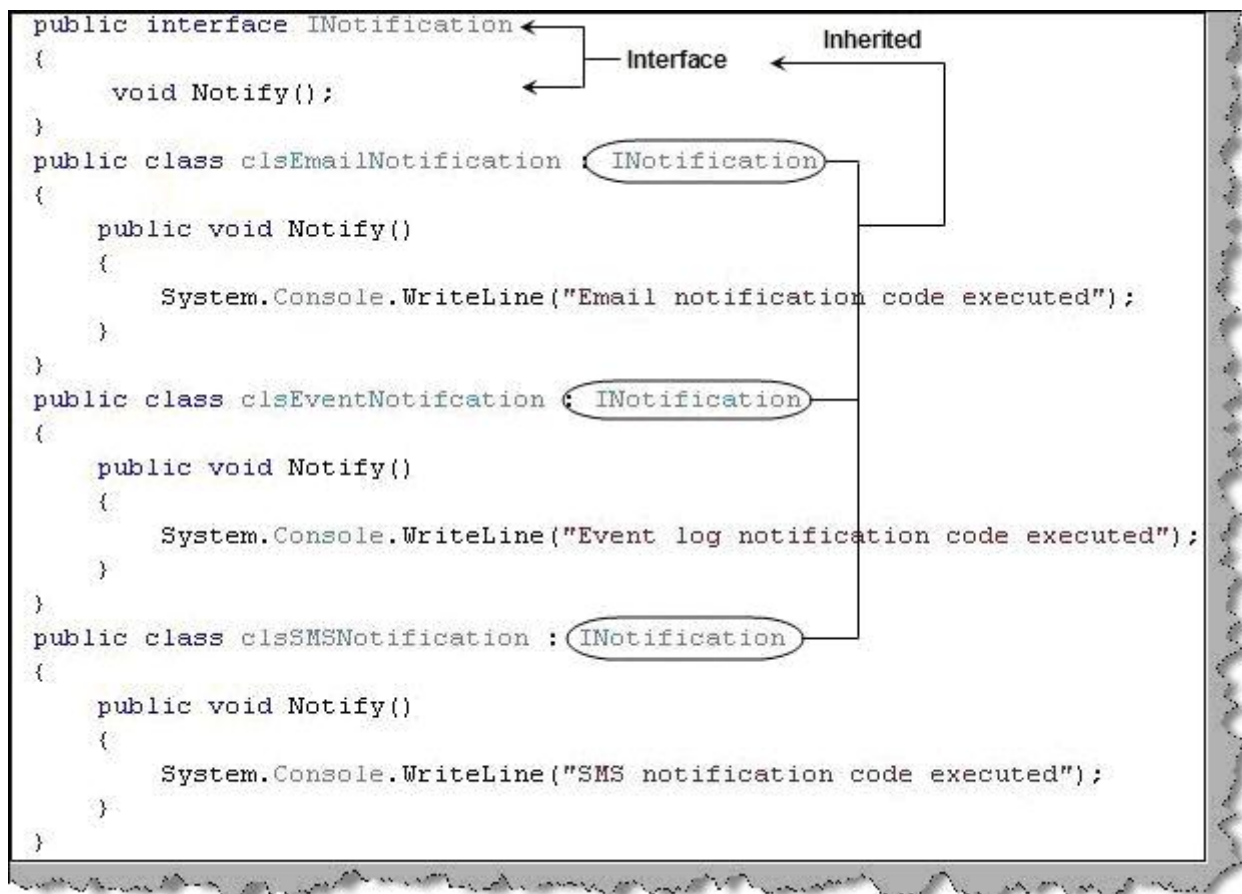 public interface INotification
Inherited
{
Interface
void Notify();
}
public class clsEmailNotification : INotification
{
public void Notify()
{
System.Console.WriteLine("Email notification code executed");
}
}
public class clsEventNotifcation : INotification
{
public void Notify()
{
System.Console.WriteLine("Event log notification code executed");
}
}
public class clsSMSNotification : INotification
{
public void Notify()
{
System.Console.WriteLine("SMS notification code executed");
}
}